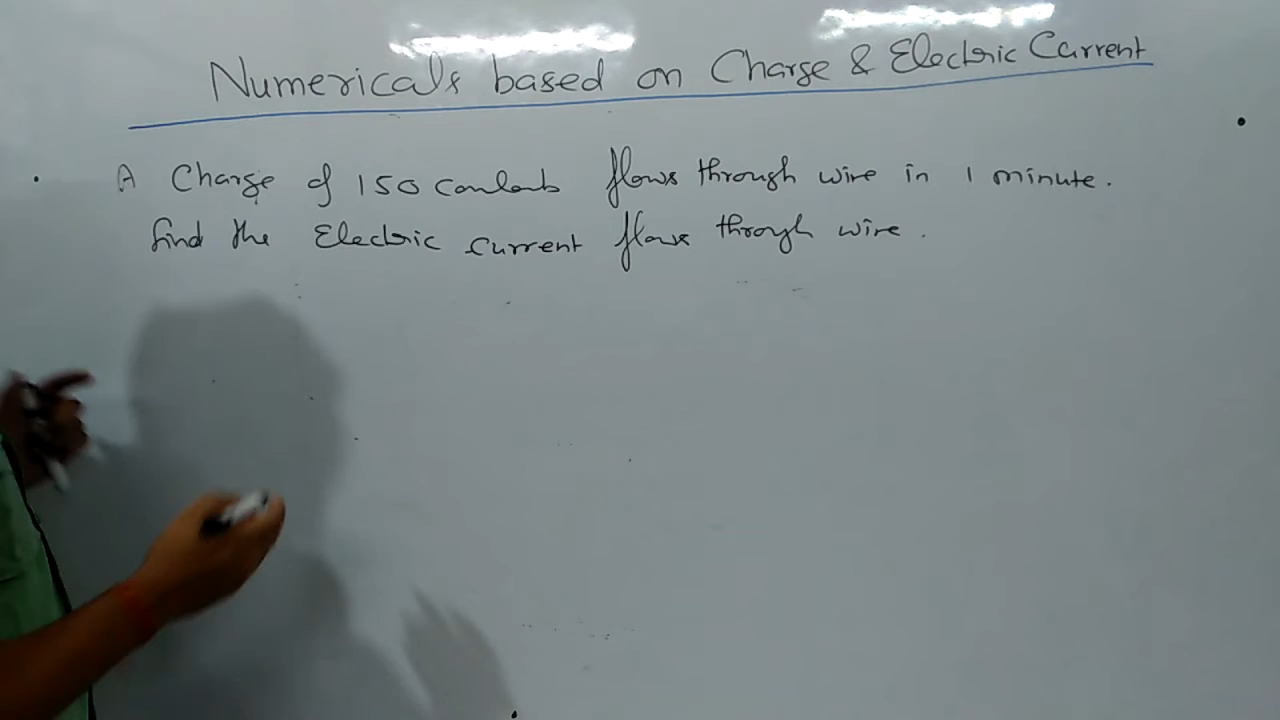 Numericals based on Charge & Electric Current
A Charge of 150 Coulomb flows through wire in 1 minute.
find the Electric Current flows through wire.